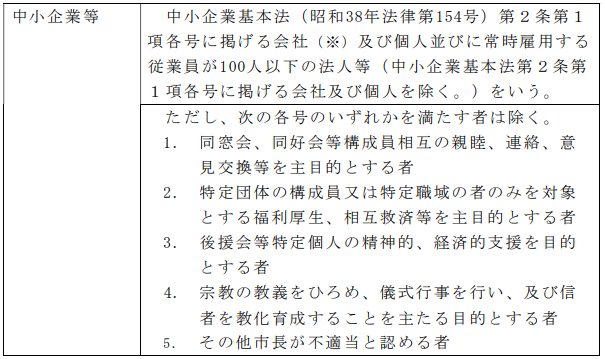 中小企業等
中小企業基本法（昭和38年法律第154号）第２条第１
項各号に掲げる会社（※）及び個人並びに常時雇用する
従業員が100人以下の法人等（中小企業基本法第２条第
１項各号に掲げる会社及び個人を除く。）をいう。
ただし、次の各号のいずれかを満たす者は除く。
1. 同窓会、同好会等構成員相互の親睦、連絡、意
見交換等を主目的とする者
2. 特定団体の構成員又は特定職域の者のみを対象
とする福利厚生、相互救済等を主目的とする者
3. 後援会等特定個人の精神的、経済的支援を目的
とする者
4. 宗教の教義をひろめ、儀式行事を行い、及び信
者を教化育成することを主たる目的とする者
5. その他市長が不適当と認める者